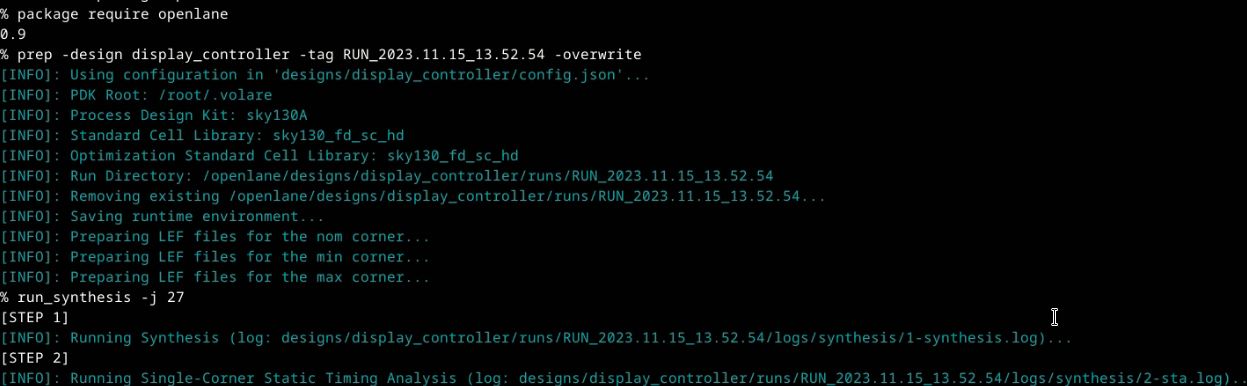 % package require openlane
0.9
% prep -design display_controller -tag RUN_2023.11.15_13.52.54 -overwrite
[INFO]: Using configuration in 'designs/display_controller/config.json'...
[INFO]: PDK Root: /root/.volare
[INFO]: Process Design Kit: sky130A
[INFO]: Standard Cell Library: sky130_fd_sc_hd
[INFO]: Optimization Standard Cell Library: sky130_fd_sc_hd
[INFO]: Run Directory: /openlane/designs/display_controller/runs/RUN_2023.11.15_13.52.54
[INFO]: Removing existing /openlane/designs/display_controller/runs/RUN_2023.11.15_13.52.54...
[INFO]: Saving runtime environment...
[INFO]: Preparing LEF files for the nom corner...
[INFO]: Preparing LEF files for the min corner...
[INFO]: Preparing LEF files for the max corner...
% run_synthesis -j 27
[STEP 1]
[INFO]: Running Synthesis (log: designs/display_controller/runs/RUN_2023.11.15_13.52.54/logs/synthesis/1-synthesis.log)...
[STEP 2]
[INFO]: Running Single-Corner Static Timing Analysis (log: designs/display_controller/runs/RUN_2023.11.15_13.52.54/logs/synthesis/2-sta.log)..